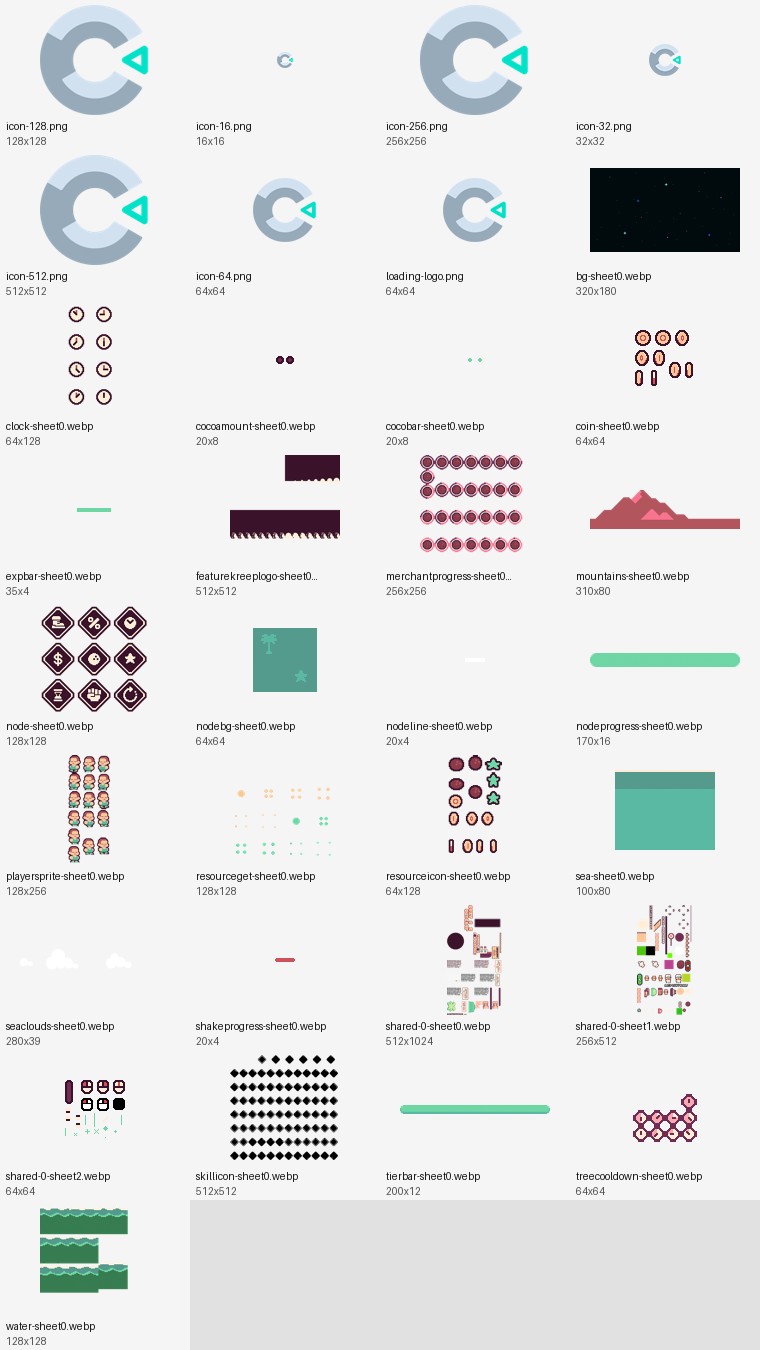 icon-128.png
128x128
icon-16.png
16x16
icon-256.png
256x256
icon-32.png
32x32
icon-512.png
512x512
icon-64.png
64x64
loading-logo.png
64x64
bg-sheet0.webp
320x180
clock-sheet0.webp
64x128
cocoamount-sheet0.webp
20x8
cocobar-sheet0.webp
20x8
coin-sheet0.webp
64x64
expbar-sheet0.webp
35x4
featurekreeplogo-sheet0...
512x512
merchantprogress-sheet0...
256x256
mountains-sheet0.webp
310x80
node-sheet0.webp
128x128
nodebg-sheet0.webp
64x64
nodeline-sheet0.webp
20x4
nodeprogress-sheet0.webp
170x16
playersprite-sheet0.webp
128x256
resourceget-sheet0.webp
128x128
resourceicon-sheet0.webp
64x128
sea-sheet0.webp
100x80
seaclouds-sheet0.webp
280x39
shakeprogress-sheet0.webp
20x4
shared-0-sheet0.webp
512x1024
shared-0-sheet1.webp
256x512
shared-0-sheet2.webp
64x64
skillicon-sheet0.webp
512x512
tierbar-sheet0.webp
200x12
treecooldown-sheet0.webp
64x64
water-sheet0.webp
128x128